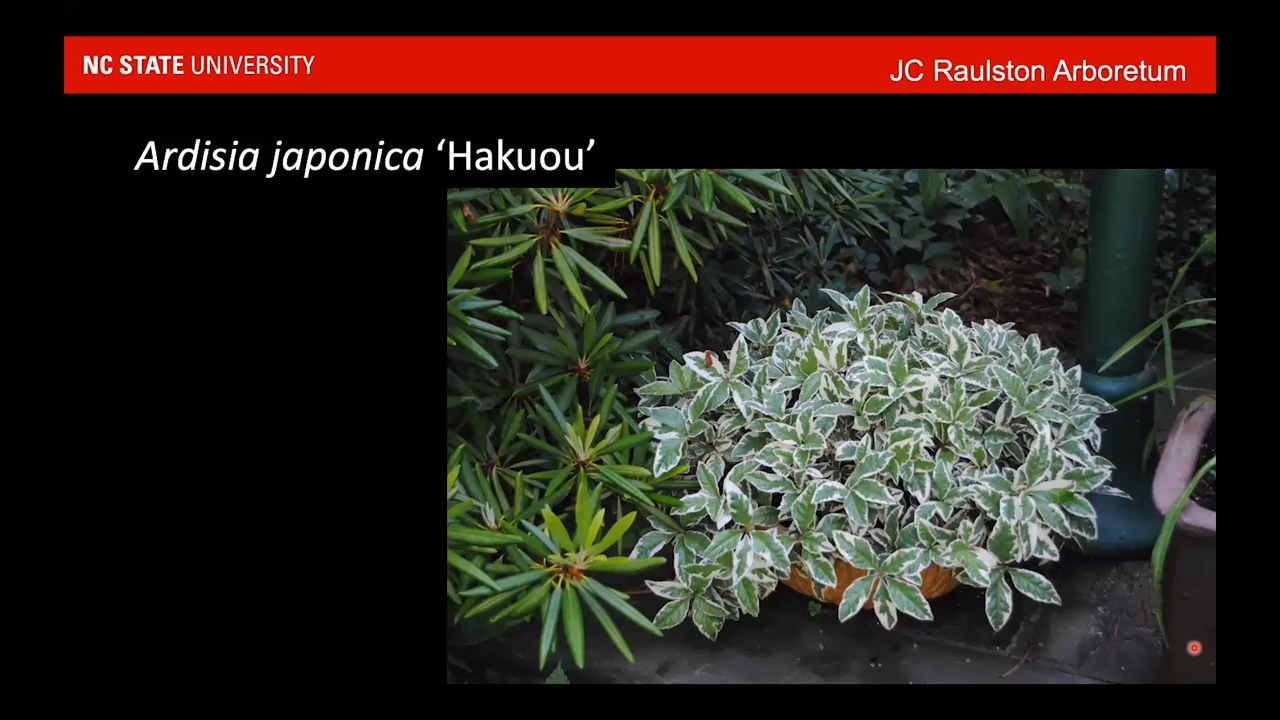 NC STATE UNIVERSITY
JC Raulston Arboretum
Ardisia japonica ‘Hakuou’